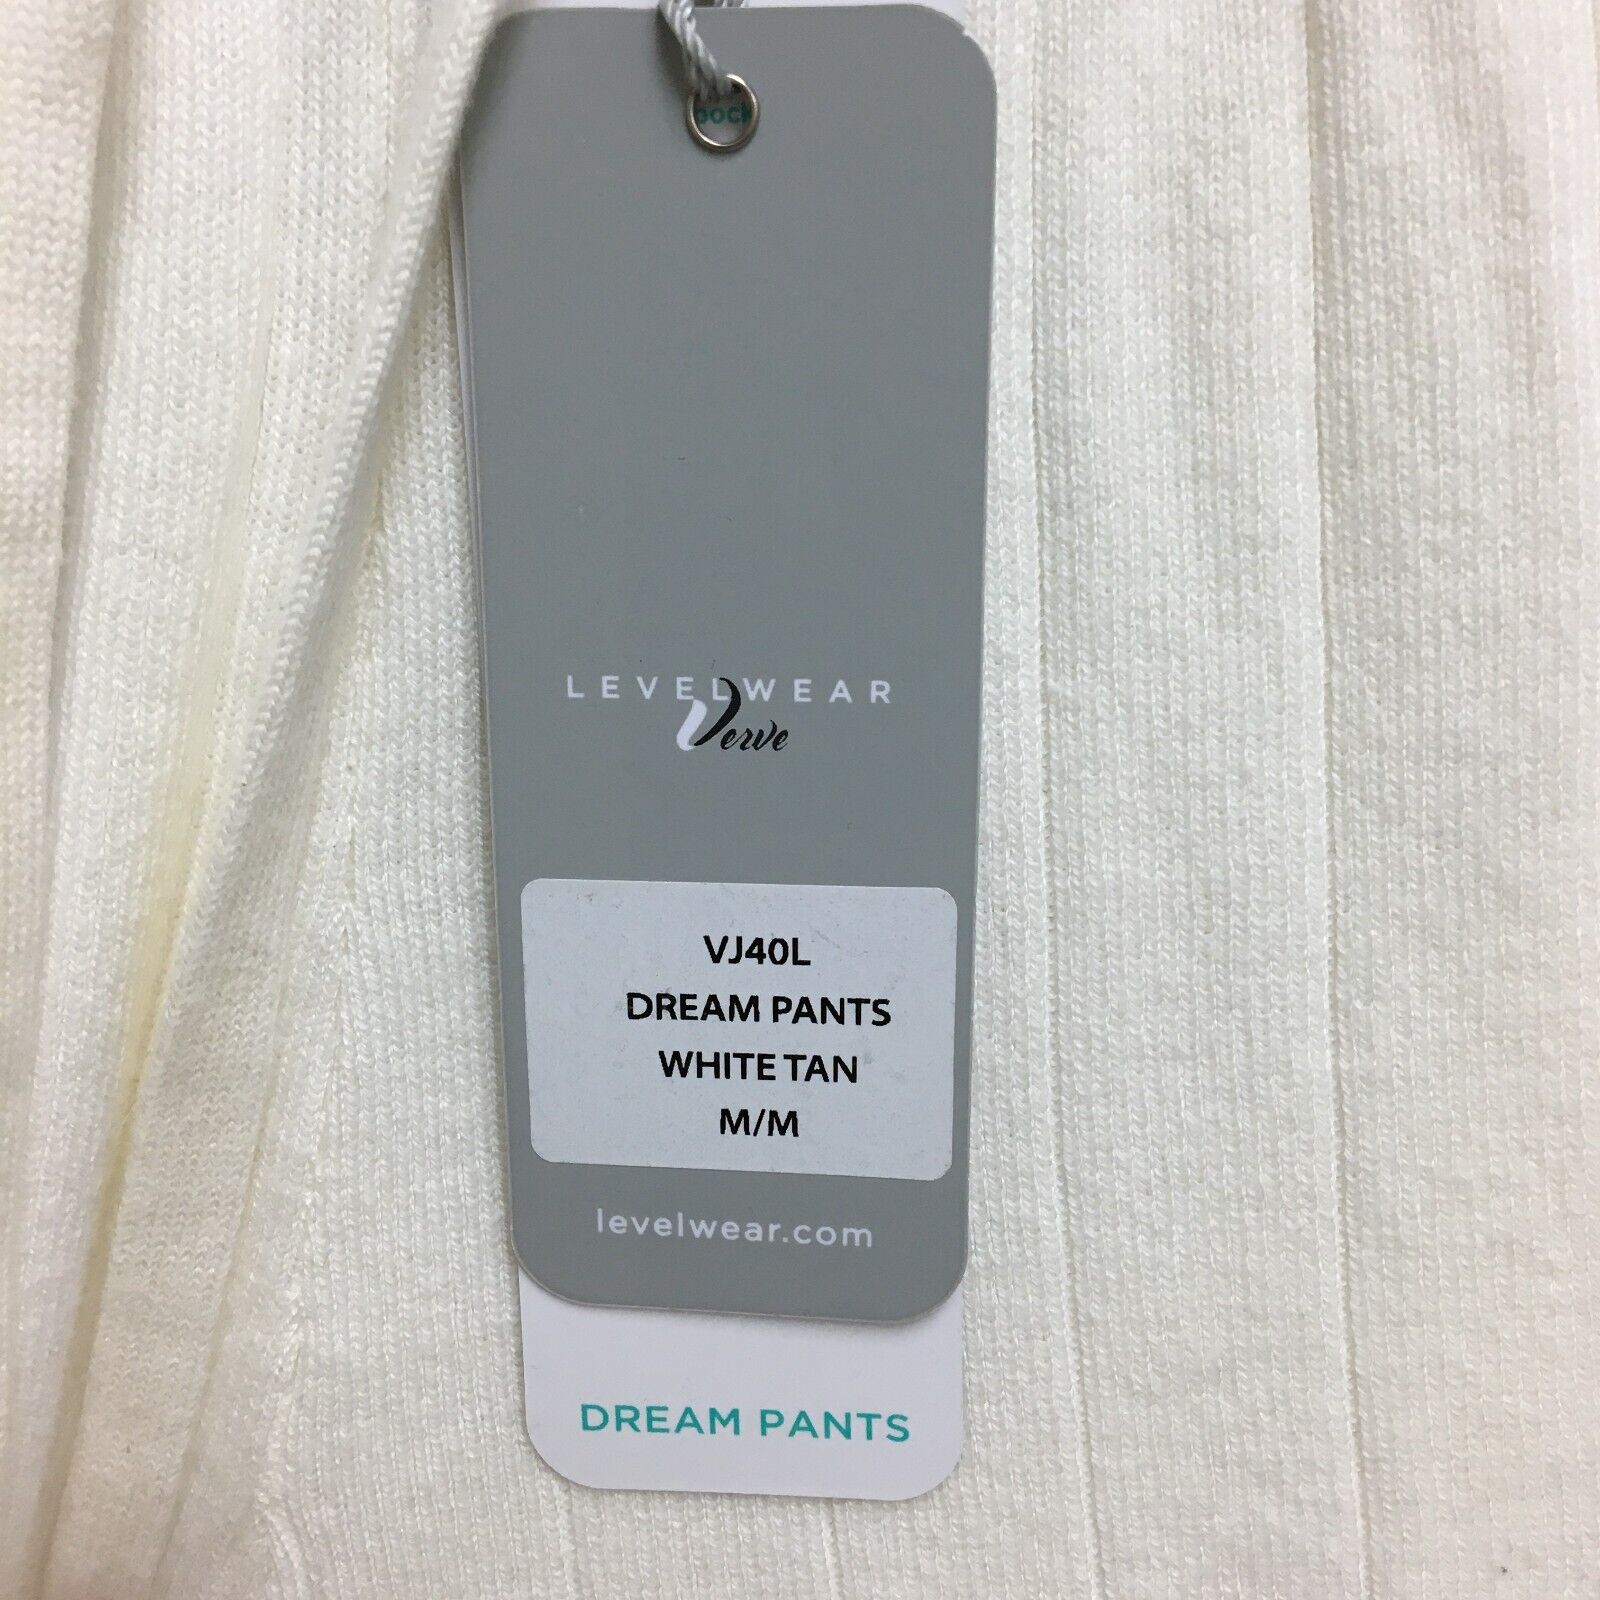 LEVELWEAR
Verve
VJ40L
DREAM PANTS
WHITE TAN
M/M
levelwear.com
DREAM PANTS